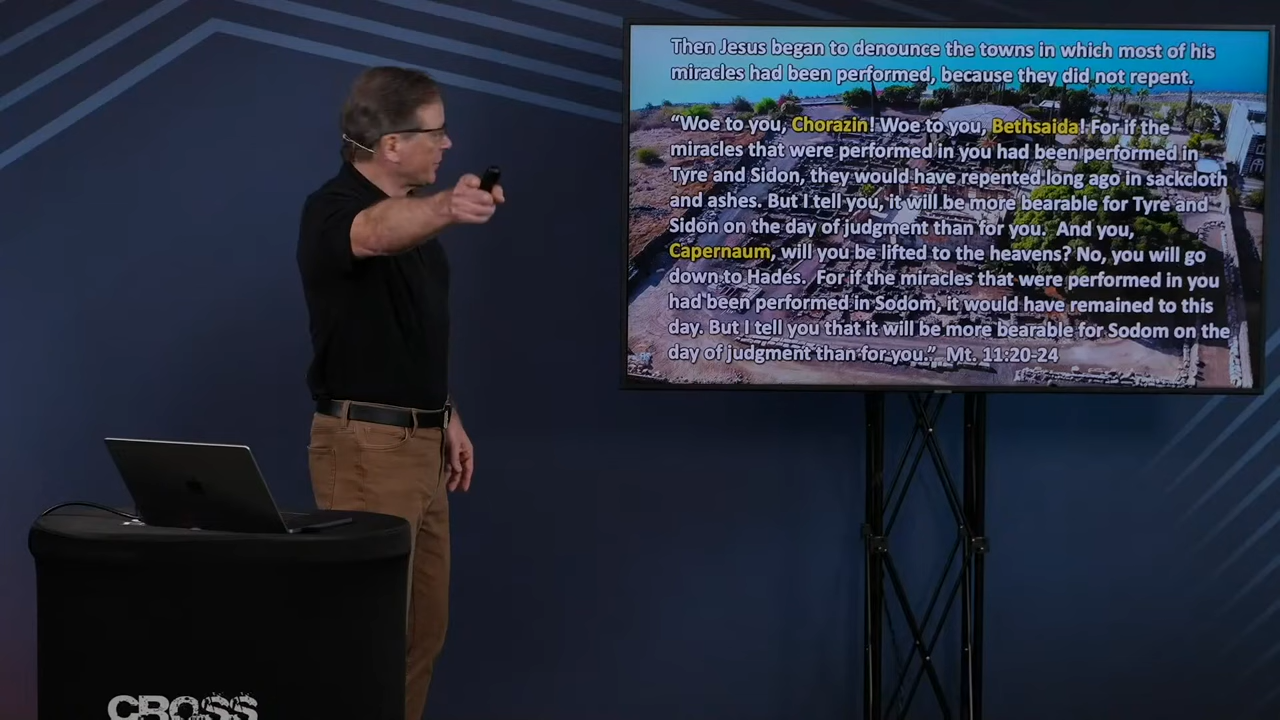 Then Jesus began to denounce the towns in which most of his
miracles had been performed, because they did not repent.
“Woe to you, Chorazin! Woe to you, Bethsaida! For if the
miracles that were performed in you had been performed in
Tyre and Sidon, they would have repented long ago in sackcloth
and ashes. But I tell you, it will be more bearable for Tyre and
Sidon on the day of judgment than for you. And you,
Capernaum, will you be lifted to the heavens? No, you will go
down to Hades. For if the miracles that were performed in you
had been performed in Sodom, it would have remained to this
day. But I tell you that it will be more bearable for Sodom on the
day of judgment than for you.” Mt. 11:20-24
CROSS